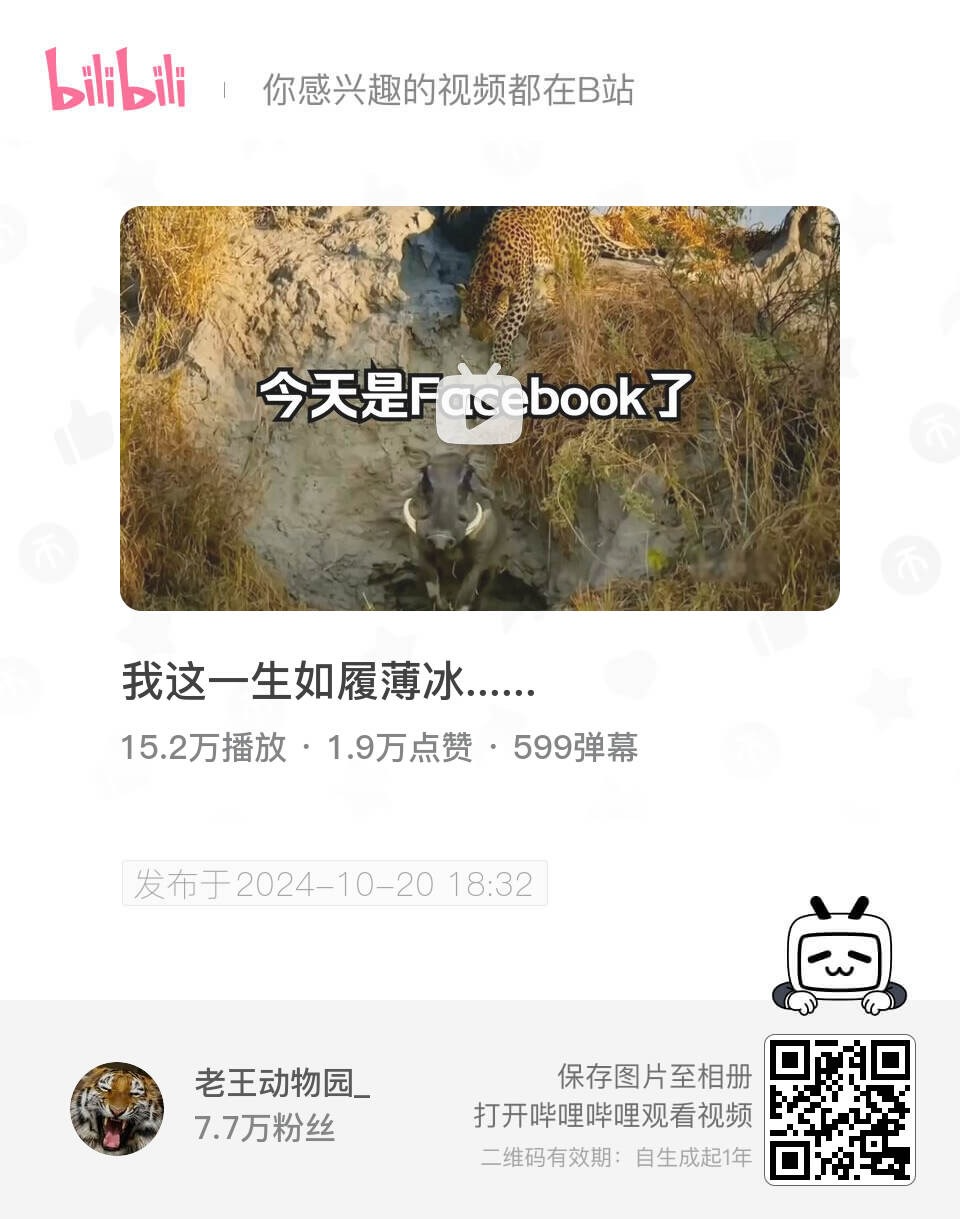 bilibili
你感兴趣的视频都在B站
今天是Facebook了
我这一生如履薄冰......
15.2万播放 · 1.9万点赞 · 599弹幕
发布于2024-10-20 18:32
老王动物园_
7.7万粉丝
保存图片至相册
打开哔哩哔哩观看视频
二维码有效期：自生成起1年